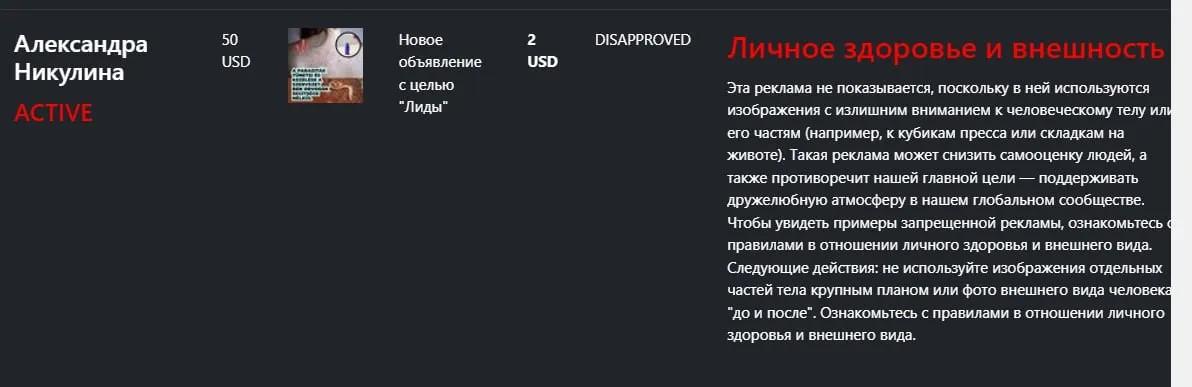 Александра
Никулина
ACTIVE
50
USD
Новое
объявление
с целью
"Лиды"
2
USD
DISAPPROVED
Личное здоровье и внешность
Эта реклама не показывается, поскольку в ней используются
изображения с излишним вниманием к человеческому телу или
его частям (например, к кубикам пресса или складкам на
животе). Такая реклама может снизить самооценку людей, а
также противоречит нашей главной цели — поддерживать
дружелюбную атмосферу в нашем глобальном сообществе.
Чтобы увидеть примеры запрещенной рекламы, ознакомьтесь с
правилами в отношении личного здоровья и внешнего вида.
Следующие действия: не используйте изображения отдельных
частей тела крупным планом или фото внешнего вида человека
"до и после". Ознакомьтесь с правилами в отношении личного
здоровья и внешнего вида.